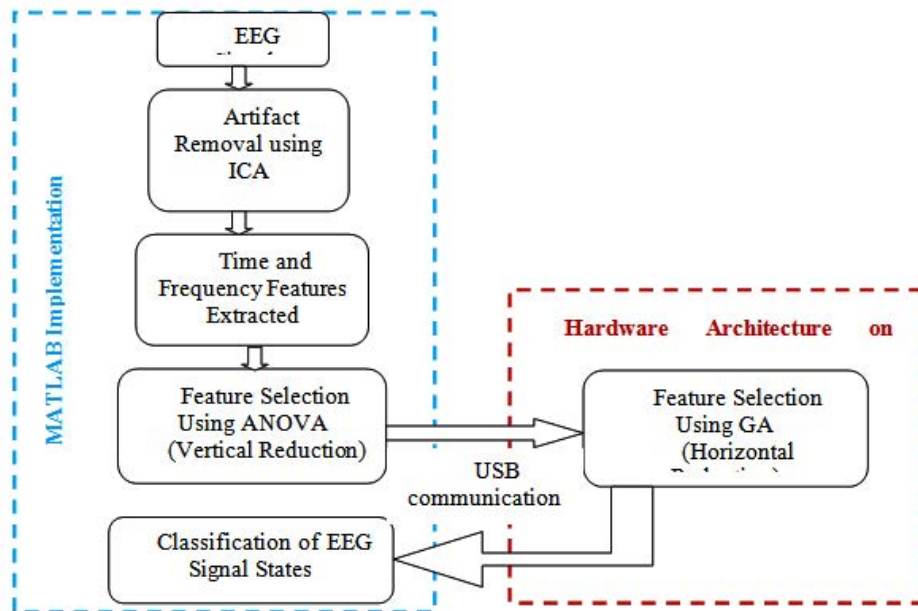 EEG
Artifact
Removal using
ICA
Time and
Frequency Features
Extracted
MATLAB Implementation
Feature Selection
Using ANOVA
(Vertical Reduction)
Hardware Architecture on
Feature Selection
Using GA
(Horizontal
USB
communication
Classification of EEG
Signal States